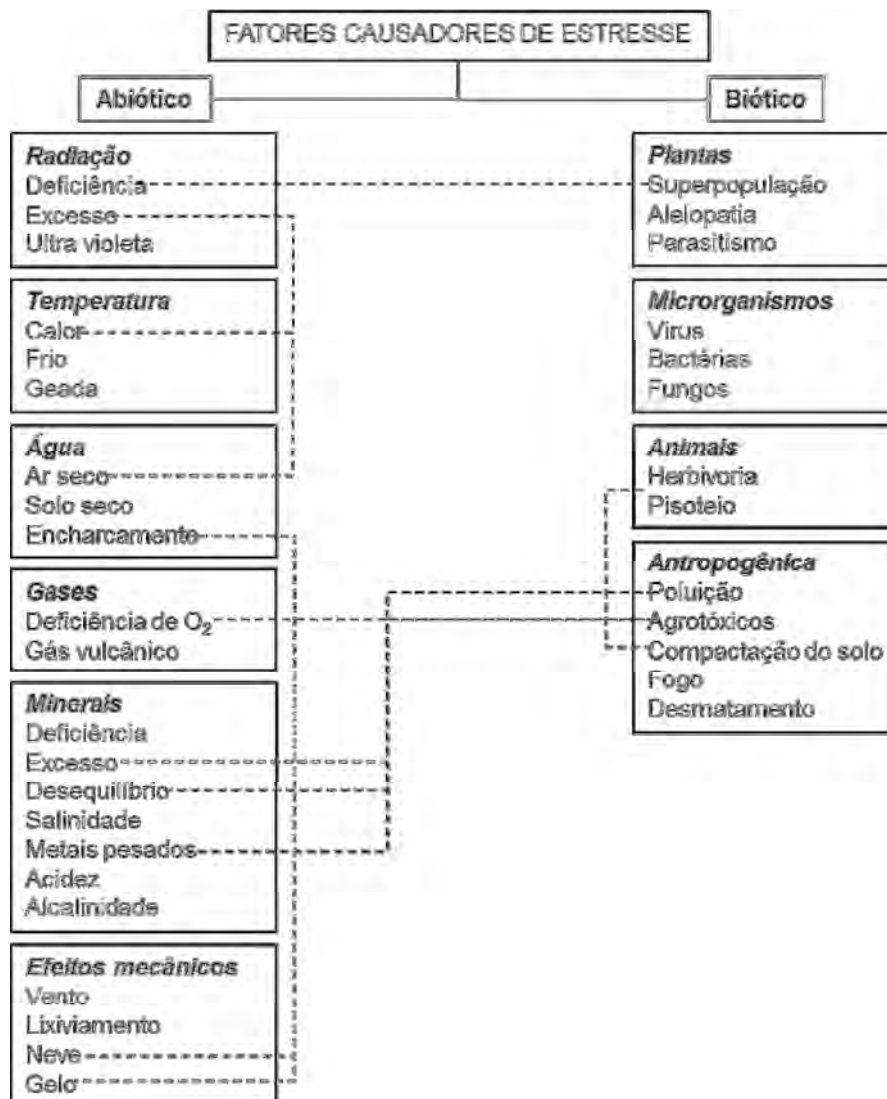 FATORES CAUSADORES DE ESTRESSE
Abiótico
Biótico
Radiação
Deficiência
Excesso
Ultra violeta
Temperatura
Calor
Frio
Geada
Água
Ar seco
Solo seco
Encharcamento
Gases
Deficiência de O₂
Gás vulcânico
Minerais
Deficiência
Excesso
Desequilíbrio
Salinidade
Metais pesados
Acidez
Alcalinidade
Efeitos mecânicos
Vento
Lixiviamento
Neve
Gelo
Plantas
Superpopulação
Alelopatia
Parasitismo
Microrganismos
Virus
Bactérias
Fungos
Animais
Herbivoria
Pisoteio
Antropogênica
Poluição
Agrotóxicos
Compactação do solo
Fogo
Desmatamento